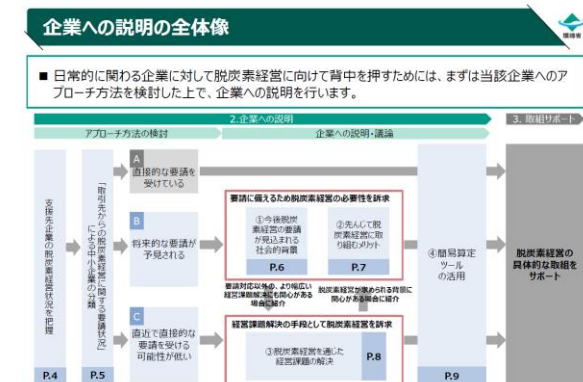 企業への説明の全体像
環境省
■ 日常的に関わる企業に対して脱炭素経営に向けて背中を押すためには、まずは当該企業へのア
プローチ方法を検討した上で、企業への説明を行います。
2.企業への説明
3. 取組サポート
アプローチ方法の検討
企業への説明・議論
支援先企業の脱炭素経営状況を把握
P.4
「取引先からの脱炭素経営に関する要請状況」
による中小企業の分類
P.5
A
直接的な要請を
受けている
B
将来的な要請が
予見される
C
直近で直接的な
要請を受ける
可能性が低い
要請に備えるため脱炭素経営の必要性を訴求
①今後脱炭
素経営の要請
が見込まれる
社会的背景
P.6
②先んじて脱
炭素経営に取
り組むメリット
P.7
要請対応以外の、より幅広い
経営課題解決にも関心がある
場合に紹介
脱炭素経営が求められる背景に
関心がある場合に紹介
経営課題解決の手段として脱炭素経営を訴求
③脱炭素経営を通じた
経営課題の解決
P.8
④簡易算定
ツール
の活用
P.9
脱炭素経営の
具体的な取組を
サポート